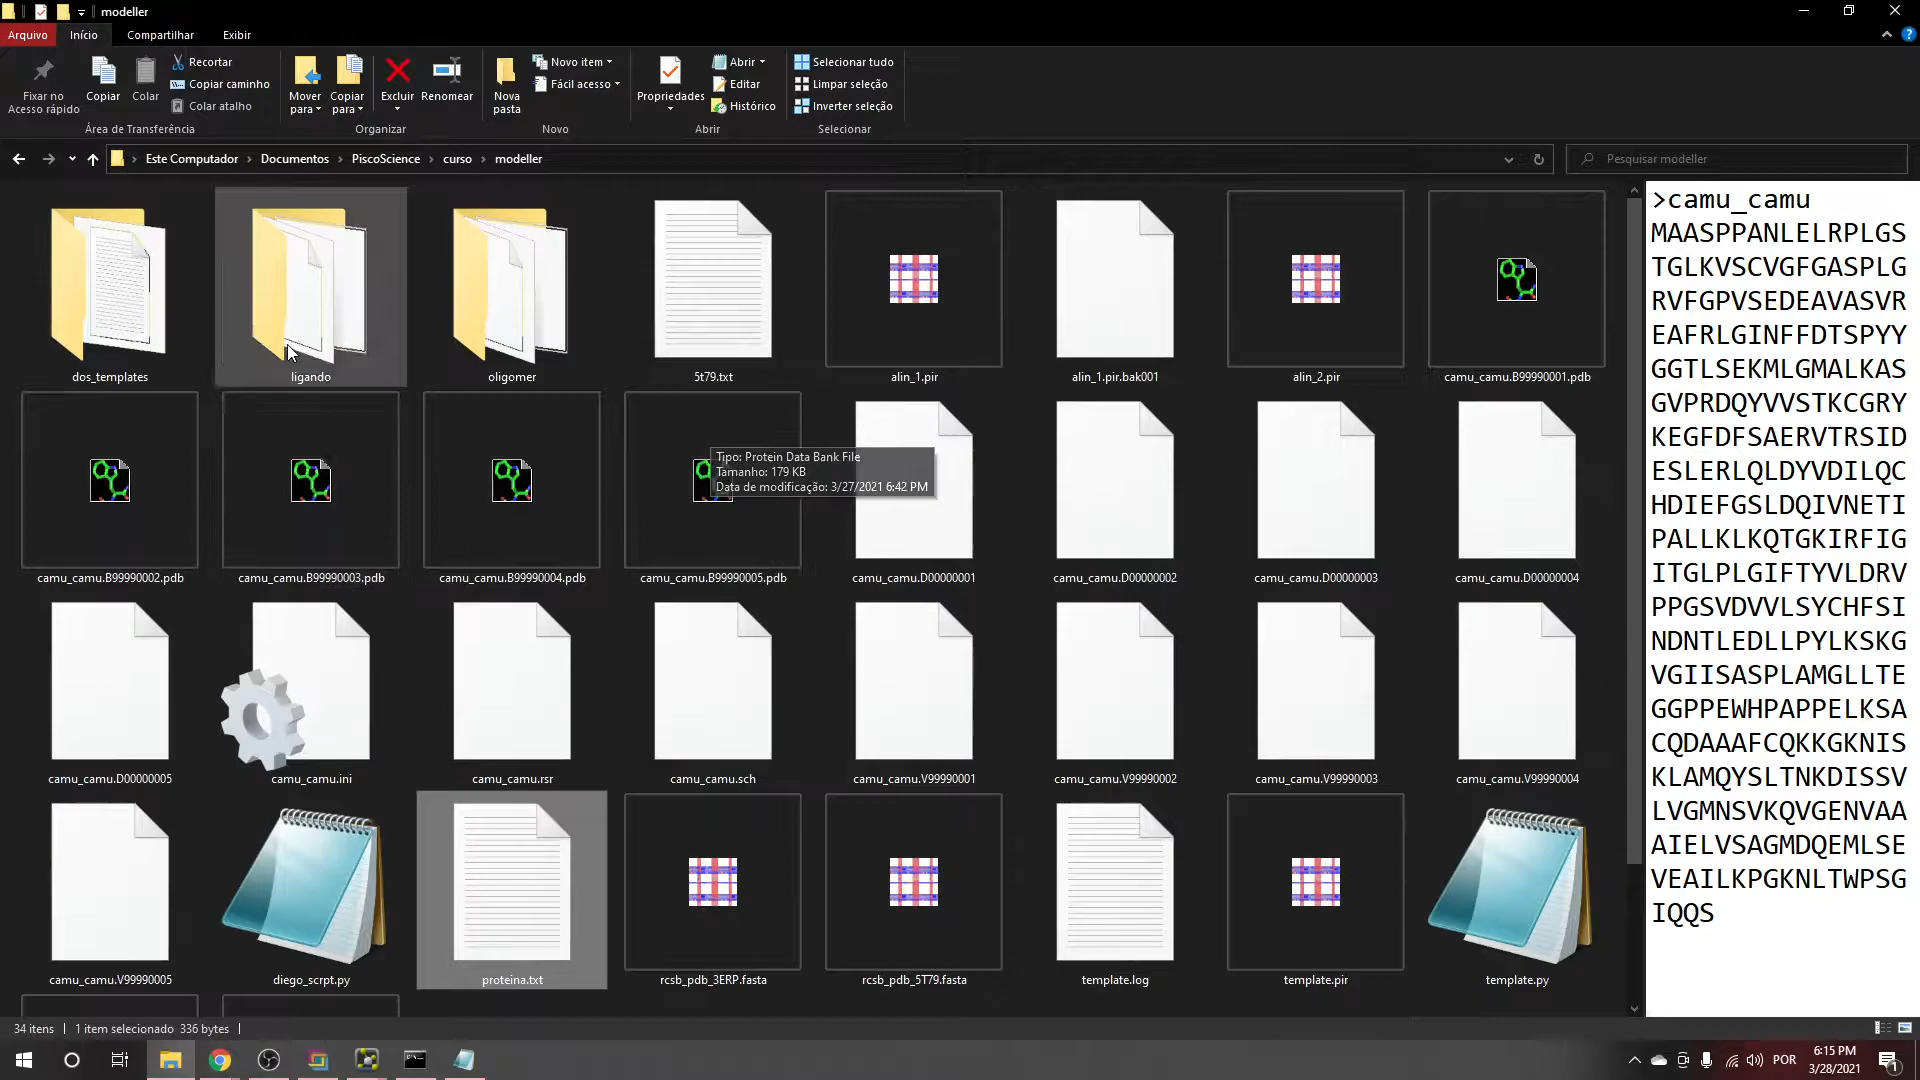 modeller
Arquivo
Início
Compartilhar
Exibir
Fixar no
Acesso rápido
Copiar
Colar
Recortar
Copiar caminho
Colar atalho
Área de Transferência
Mover
para
Copiar
para
Excluir
Renomear
Organizar
Nova
pasta
Novo item
Fácil acesso
Novo
Propriedades
Abrir
Editar
Histórico
Abrir
Selecionar tudo
Limpar seleção
Inverter seleção
Selecionar
Este Computador > Documentos > PiscoScience > curso > modeller
Pesquisar modeller
dos_templates
ligando
oligomer
5t79.txt
alin_1.pir
alin_1.pir.bak001
alin_2.pir
camu_camu.B99990001.pdb
Tipo: Protein Data Bank File
Tamanho: 179 KB
Data de modificação: 3/27/2021 6:42 PM
camu_camu.B99990002.pdb
camu_camu.B99990003.pdb
camu_camu.B99990004.pdb
camu_camu.B99990005.pdb
camu_camu.D00000001
camu_camu.D00000002
camu_camu.D00000003
camu_camu.D00000004
camu_camu.D00000005
camu_camu.ini
camu_camu.rsr
camu_camu.sch
camu_camu.V99990001
camu_camu.V99990002
camu_camu.V99990003
camu_camu.V99990004
camu_camu.V99990005
diego_scrpt.py
proteina.txt
rcsb_pdb_3ERP.fasta
rcsb_pdb_5T79.fasta
template.log
template.pir
template.py
>camu_camu
MAASPPANLELRPLGS
TGLKVSCVGFGASPLG
RVFGPVSEDEAVASVR
EAFRLGINFFDTSPYY
GGTLSEKMLGMALKAS
GVPRDQYVVSTKCGRY
KEGFDFSAERVTRSID
ESLERLQLDYVDILQC
HDIEFGSLDQIVNETI
PALLKLKQTGKIRFIG
ITGLPLGIFTYVLDRV
PPGSVDVVLSYCHFSI
NDNTLEDLLPYLKSKG
VGIISASPLAMGLLTE
GGPPEWHPAPPELKSA
CQDAAAFCQKKGKNIS
KLAMQYSLTNKDISSV
LVGMNSVKQVGENVAA
AIELVSAGMDQEMLSE
VEAILKPGKNLTWPSG
IQQS
34 itens
1 item selecionado 336 bytes
POR
6:15 PM
3/28/2021
1